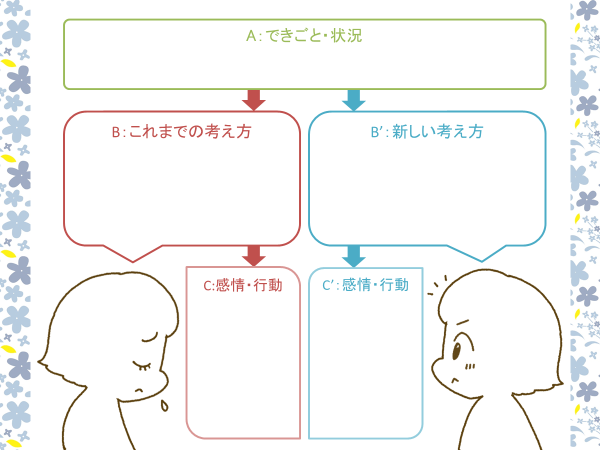 A：できごと・状況
B：これまでの考え方
B′：新しい考え方
C:感情・行動
C′：感情・行動